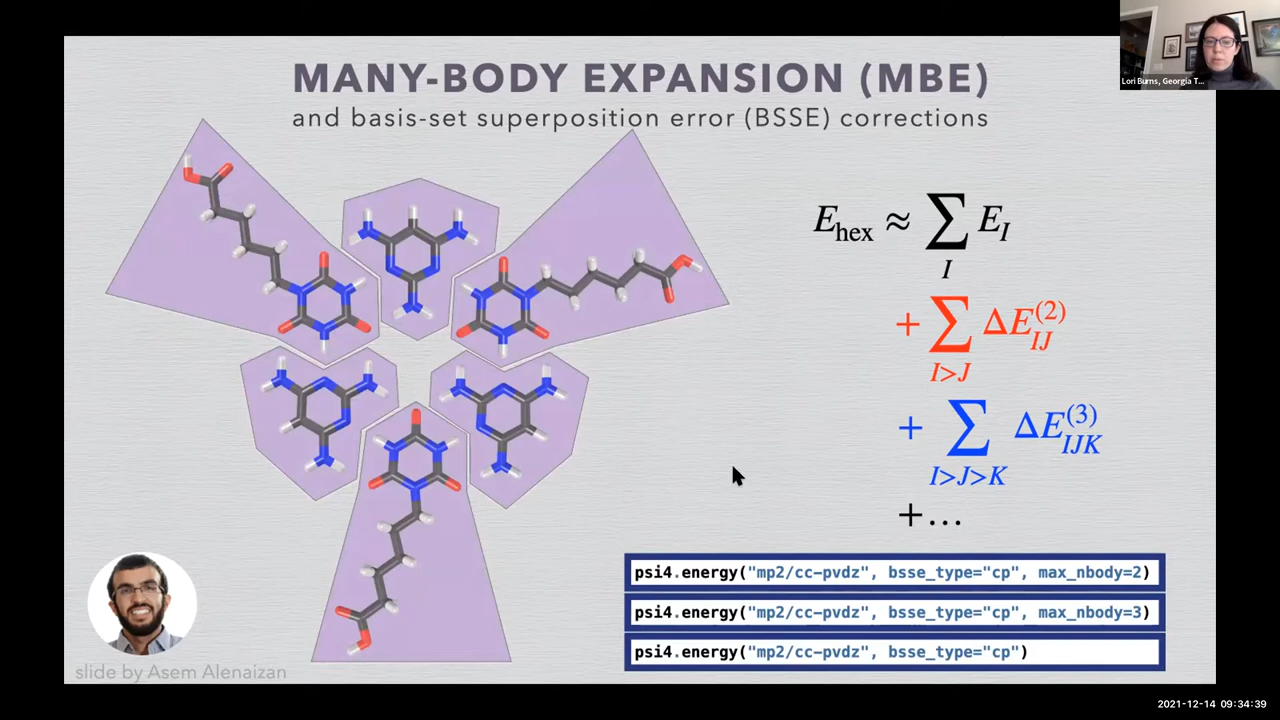 Lori Burns, Georgia T...
MANY-BODY EXPANSION (MBE)
and basis-set superposition error (BSSE) corrections
E_hex ≈ ∑_I E_I
+ ∑_{I>J} ΔE_{IJ}^{(2)}
+ ∑_{I>J>K} ΔE_{IJK}^{(3)}
+...
psi4.energy("mp2/cc-pvdz", bsse_type="cp", max_nbody=2)
psi4.energy("mp2/cc-pvdz", bsse_type="cp", max_nbody=3)
psi4.energy("mp2/cc-pvdz", bsse_type="cp")
slide by Asem Alenaizan
2021-12-14 09:34:39